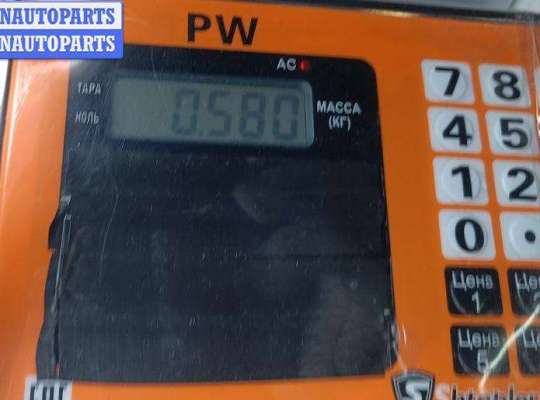 NAUTOPARTS
NAUTOPARTS
PW
AC
ТАРА
НОЛЬ
0.580
МАССА
(КГ)
7 8
4 5
1 2
0 .
Цена
1
Цена
5